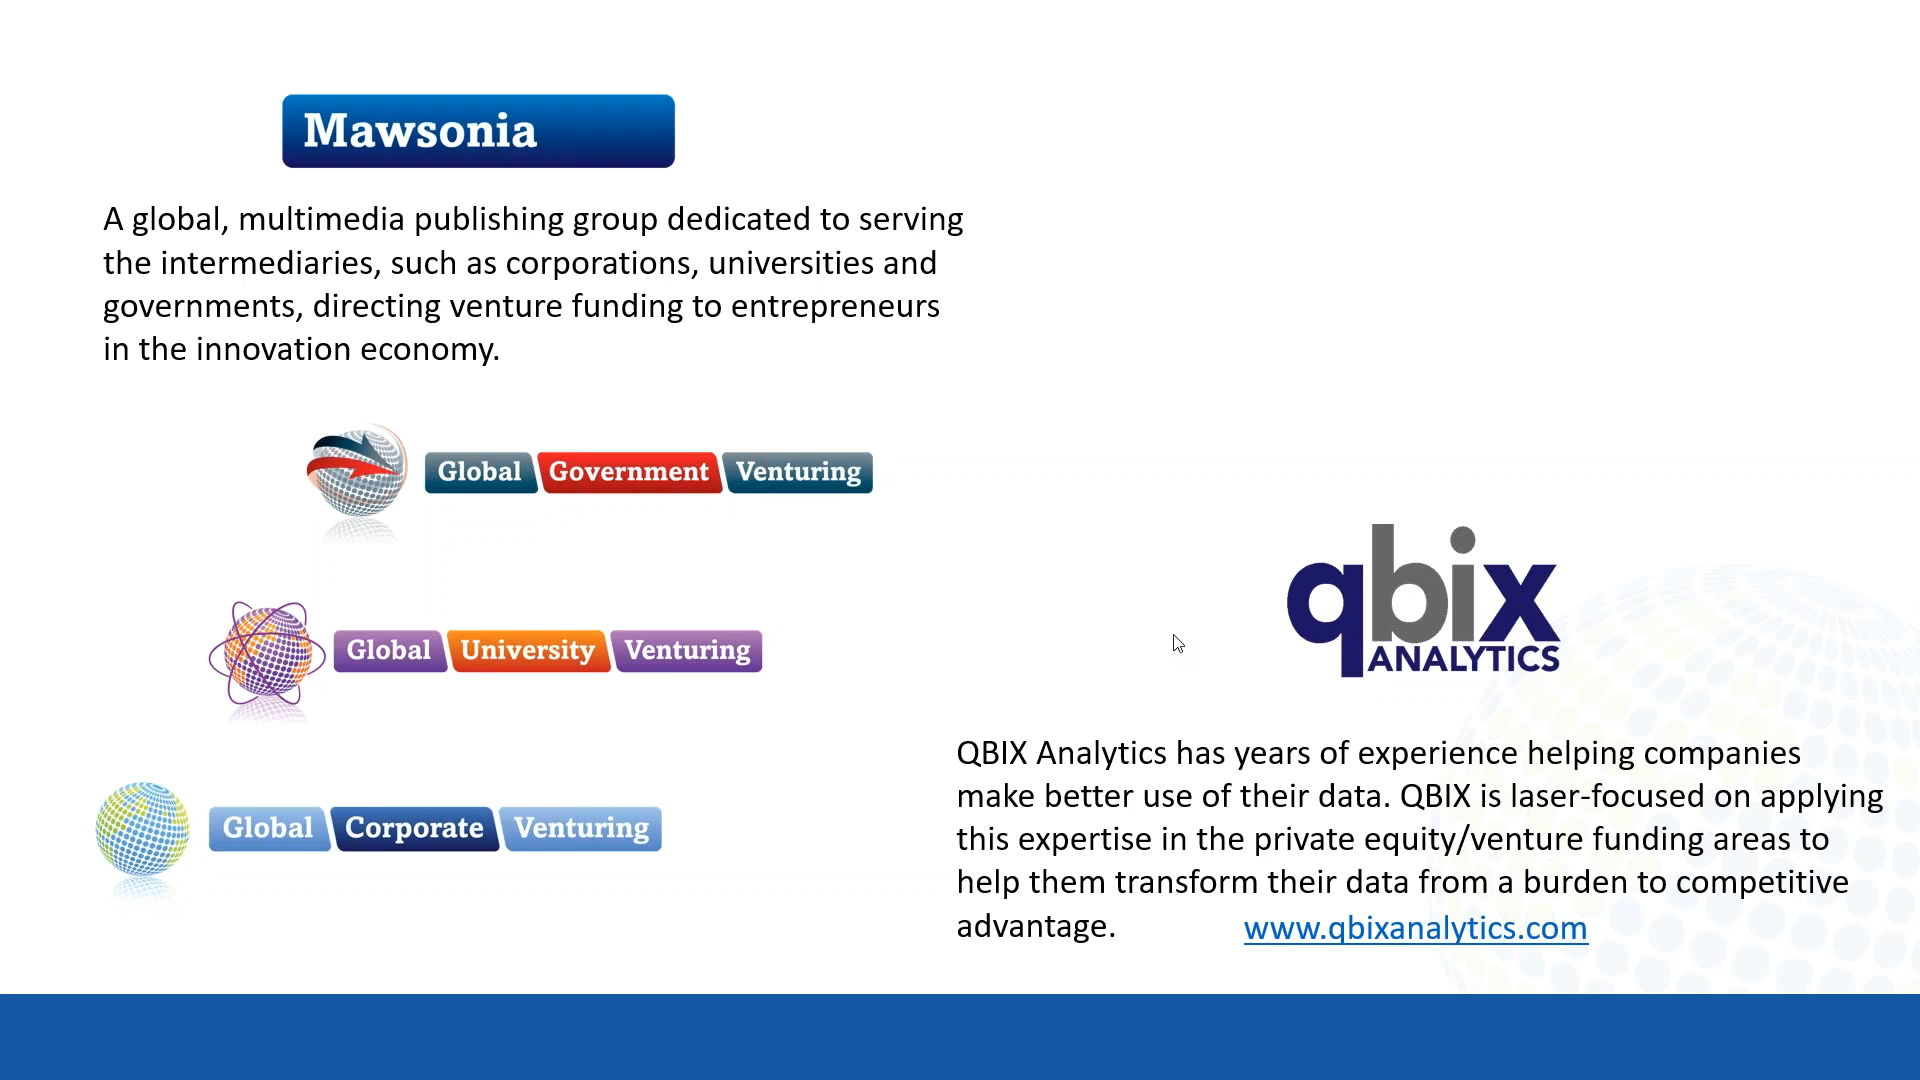 Mawsonia
A global, multimedia publishing group dedicated to serving
the intermediaries, such as corporations, universities and
governments, directing venture funding to entrepreneurs
in the innovation economy.
Global Government Venturing
Global University Venturing
Global Corporate Venturing
qbix
ANALYTICS
QBIX Analytics has years of experience helping companies
make better use of their data. QBIX is laser-focused on applying
this expertise in the private equity/venture funding areas to
help them transform their data from a burden to competitive
advantage. www.qbixanalytics.com